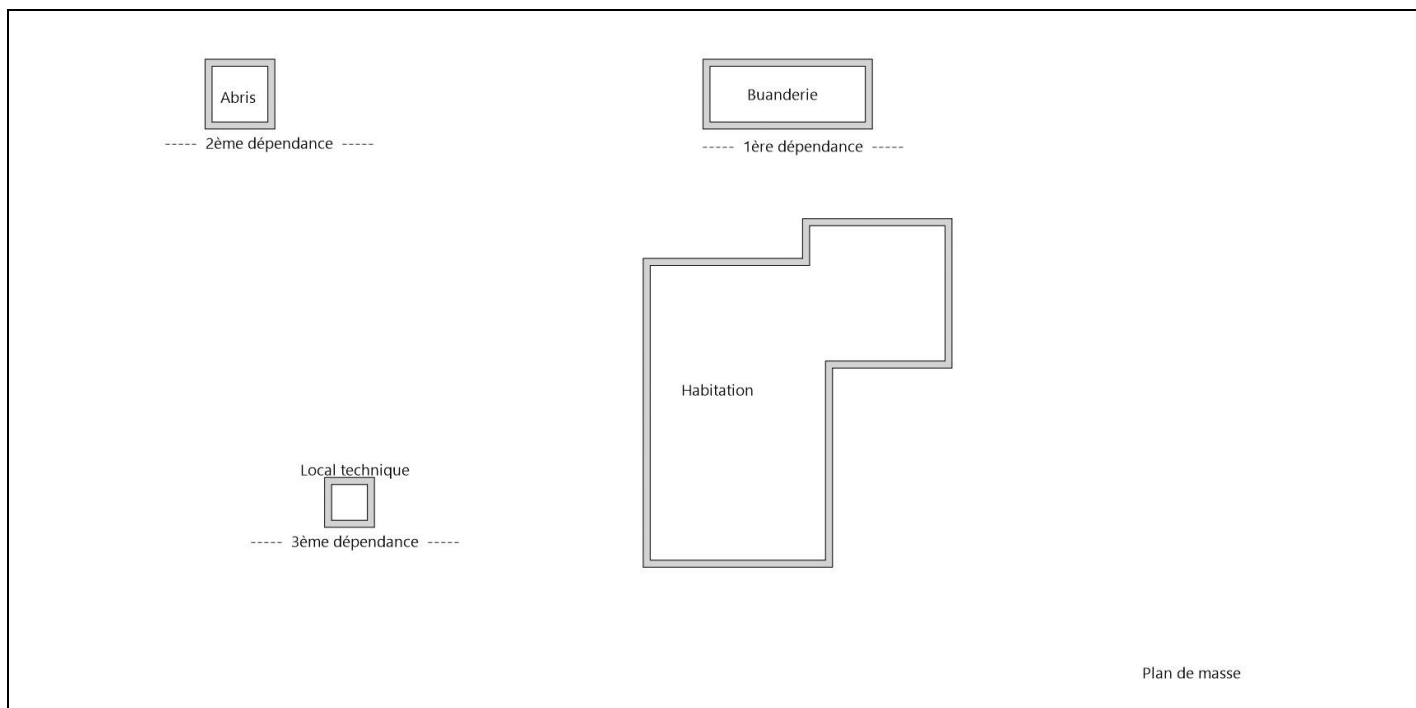 Abris
Buanderie
----- 2ème dépendance -----
----- 1ère dépendance -----
Habitation
Local technique
----- 3ème dépendance -----
Plan de masse